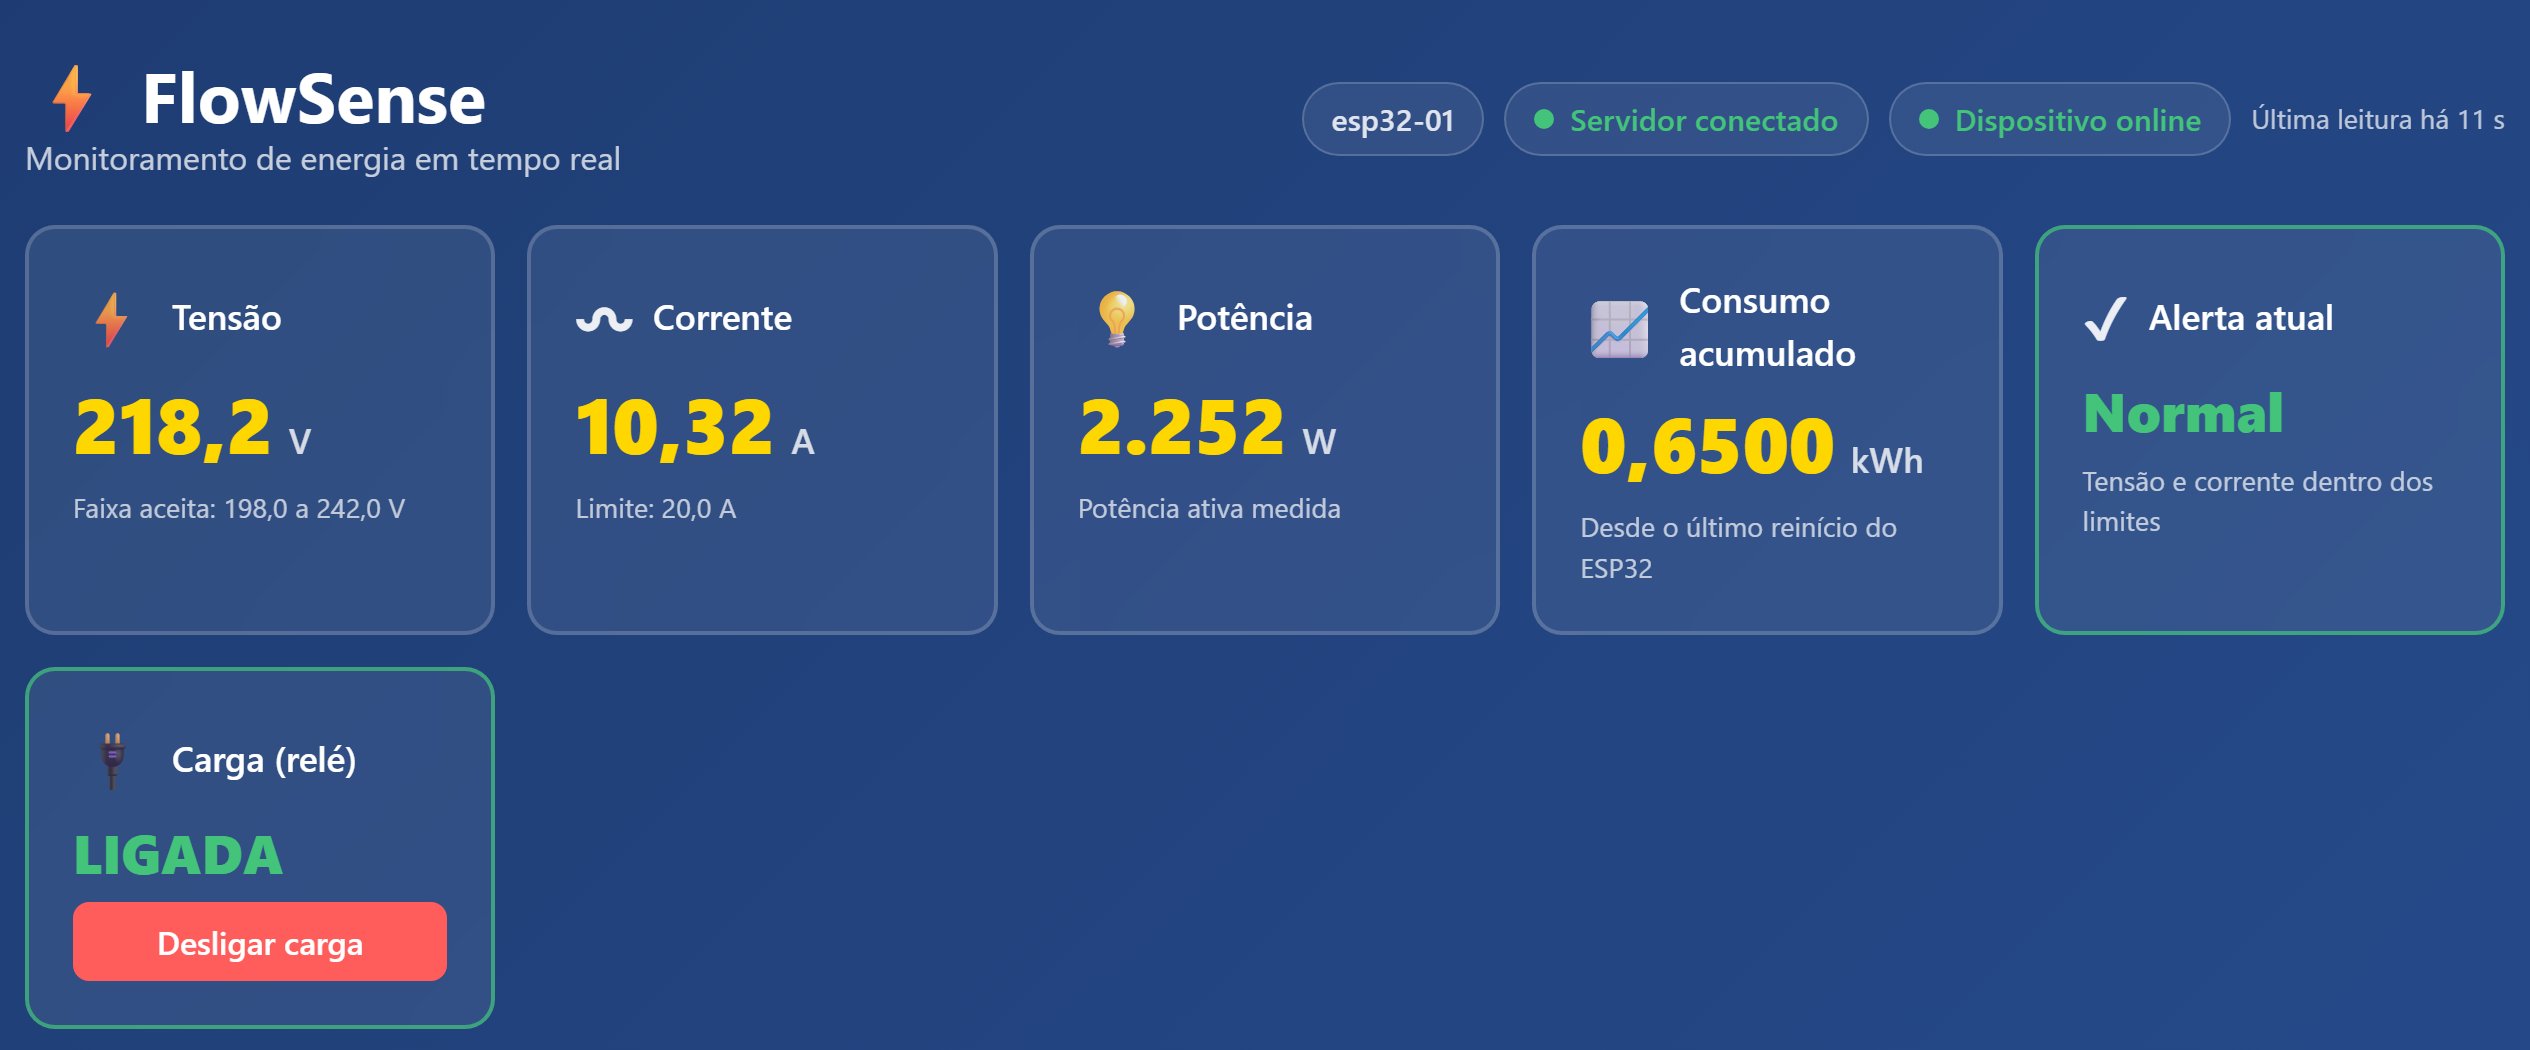 FlowSense
Monitoramento de energia em tempo real
esp32-01
Servidor conectado
Dispositivo online
Última leitura há 11 s
Tensão
218,2 V
Faixa aceita: 198,0 a 242,0 V
Corrente
10,32 A
Limite: 20,0 A
Potência
2.252 W
Potência ativa medida
Consumo
acumulado
0,6500 kWh
Desde o último reinício do
ESP32
Alerta atual
Normal
Tensão e corrente dentro dos
limites
Carga (relé)
LIGADA
Desligar carga